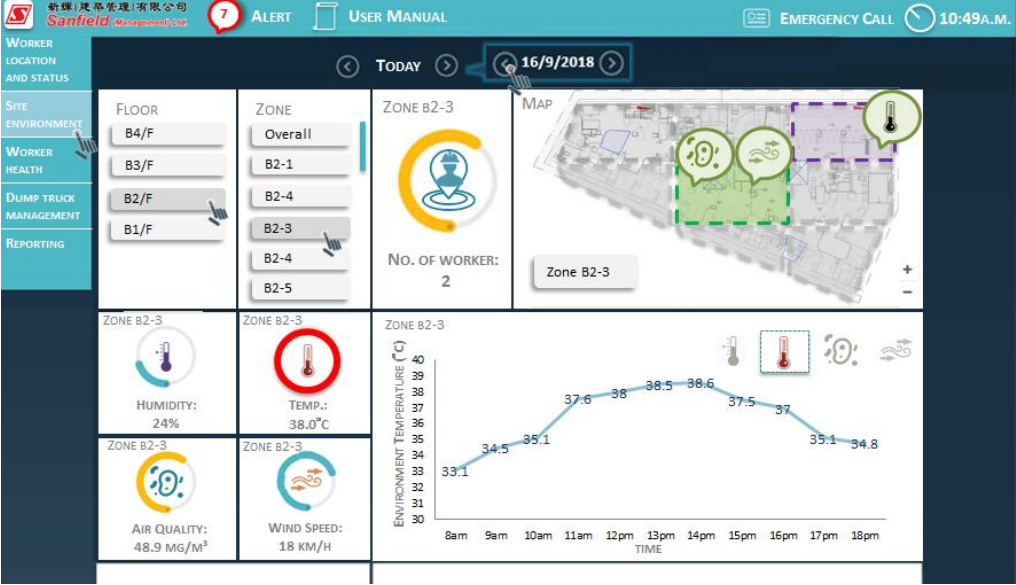 新輝(建築管理)有限公司
Sanfield (Management) Ltd
7
ALERT
USER MANUAL
EMERGENCY CALL
10:49A.M.
WORKER
LOCATION
AND STATUS
SITE
ENVIRONMENT
WORKER
HEALTH
DUMP TRUCK
MANAGEMENT
REPORTING
TODAY
16/9/2018
FLOOR
B4/F
B3/F
B2/F
B1/F
ZONE
Overall
B2-1
B2-4
B2-3
B2-4
B2-5
ZONE B2-3
NO. OF WORKER:
2
MAP
Zone B2-3
+
−
ZONE B2-3
HUMIDITY:
24%
ZONE B2-3
TEMP.:
38.0°C
ZONE B2-3
AIR QUALITY:
48.9 MG/M³
ZONE B2-3
WIND SPEED:
18 KM/H
ZONE B2-3
ENVIRONMENT TEMPERATURE (°C)
40
39
38
37
36
35
34
33
32
31
30
33.1 34.5 35.1 37.6 38 38.5 38.6 37.5 37 35.1 34.8
8am 9am 10am 11am 12pm 13pm 14pm 15pm 16pm 17pm 18pm
TIME